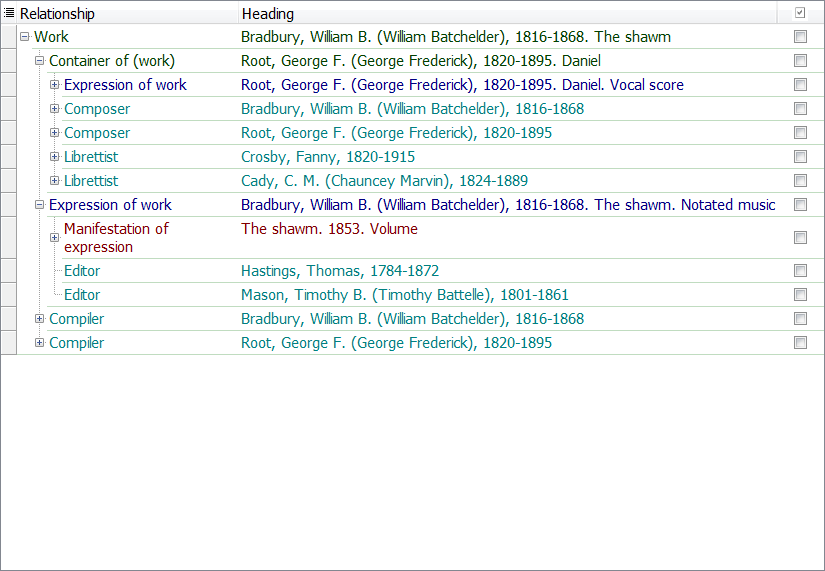 Relationship Heading
Work Bradbury, William B. (William Batchelder), 1816-1868. The shawm
Container of (work) Root, George F. (George Frederick), 1820-1895. Daniel
Expression of work Root, George F. (George Frederick), 1820-1895. Daniel. Vocal score
Composer Bradbury, William B. (William Batchelder), 1816-1868
Composer Root, George F. (George Frederick), 1820-1895
Librettist Crosby, Fanny, 1820-1915
Librettist Cady, C. M. (Chauncey Marvin), 1824-1889
Expression of work Bradbury, William B. (William Batchelder), 1816-1868. The shawm. Notated music
Manifestation of The shawm. 1853. Volume
expression
Editor Hastings, Thomas, 1784-1872
Editor Mason, Timothy B. (Timothy Battelle), 1801-1861
Compiler Bradbury, William B. (William Batchelder), 1816-1868
Compiler Root, George F. (George Frederick), 1820-1895